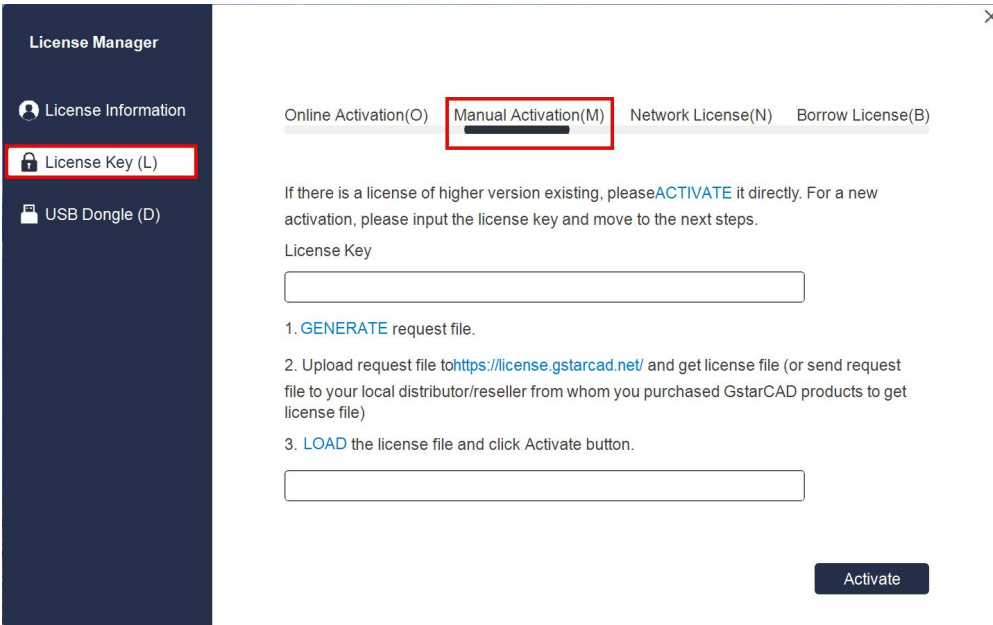 License Manager
License Information
License Key (L)
USB Dongle (D)
Online Activation(O)
Manual Activation(M)
Network License(N)
Borrow License(B)
If there is a license of higher version existing, pleaseACTIVATE it directly. For a new
activation, please input the license key and move to the next steps.
License Key
1. GENERATE request file.
2. Upload request file tohttps://license.gstarcad.net/ and get license file (or send request
file to your local distributor/reseller from whom you purchased GstarCAD products to get
license file)
3. LOAD the license file and click Activate button.
Activate